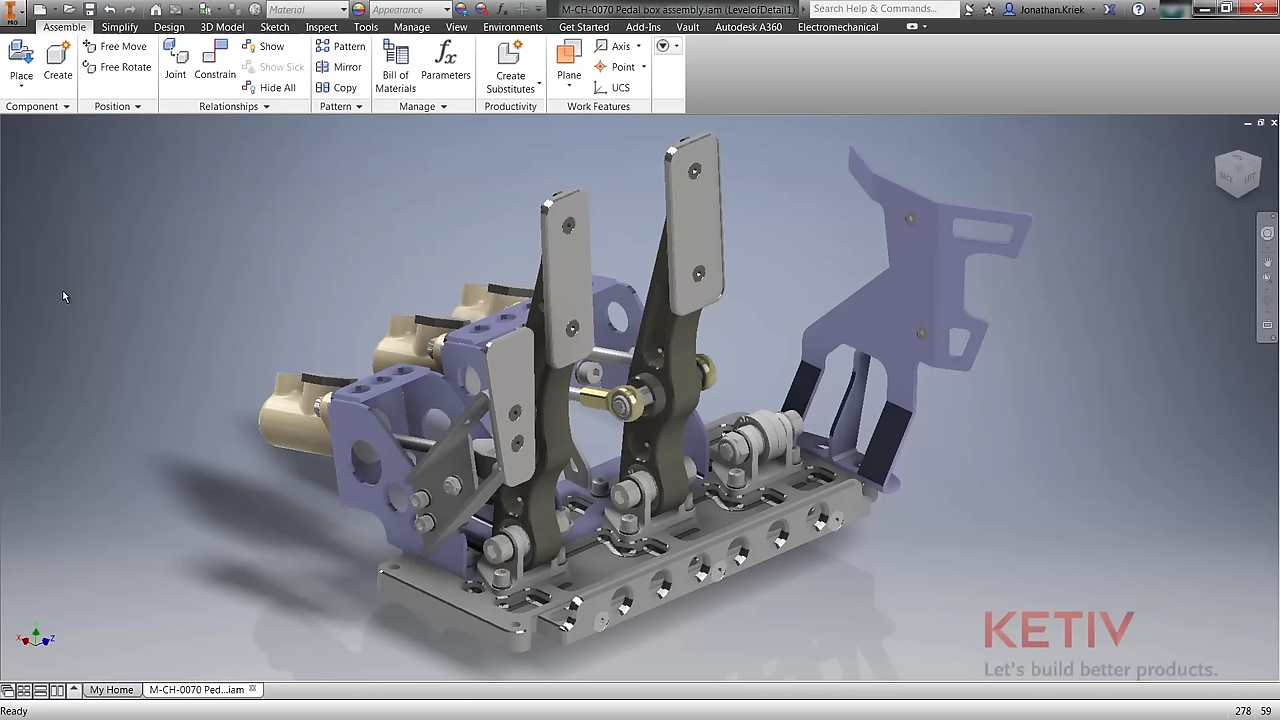 PRO
Material
Appearance
M-CH-0070 Pedal box assembly.iam (LevelofDetail1)
Search Help & Commands...
Jonathan.Kriek
Assemble Simplify Design 3D Model Sketch Inspect Tools Manage View Environments Get Started Add-Ins Vault Autodesk A360 Electromechanical
Place
Create
Free Move
Free Rotate
Joint
Constrain
Show
Show Sick
Hide All
Pattern
Mirror
Copy
Bill of
Materials
fx
Parameters
Create
Substitutes
Plane
Axis
Point
UCS
Component Position Relationships Pattern Manage Productivity Work Features
BACK LEFT
X Z
KETIV
Let's build better products.
My Home M-CH-0070 Ped...iam
Ready 278 59